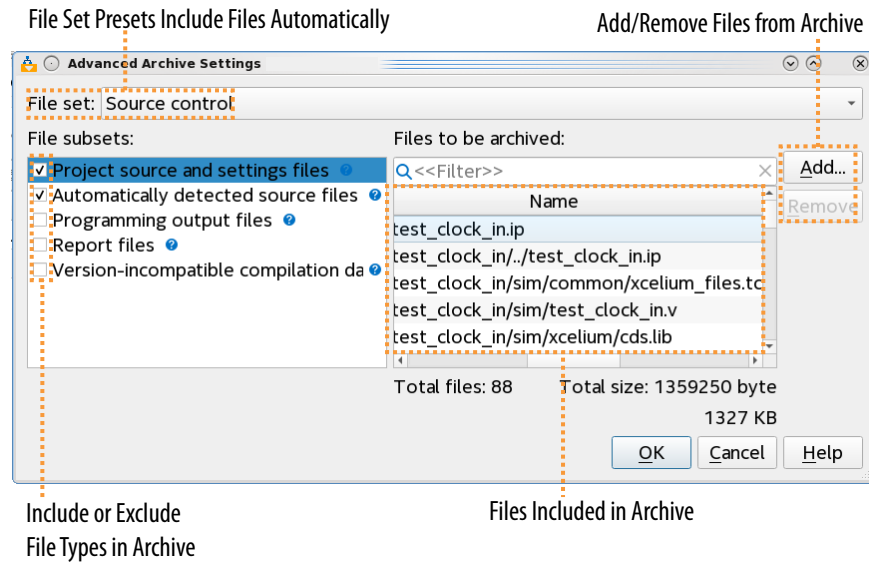 File Set Presets Include Files Automatically
Add/Remove Files from Archive
Advanced Archive Settings
File set: Source control
File subsets:
Files to be archived:
Project source and settings files
Automatically detected source files
Programming output files
Report files
Version-incompatible compilation da
<<Filter>>
Name
test_clock_in.ip
test_clock_in/../test_clock_in.ip
test_clock_in/sim/common/xcelium_files.tc
test_clock_in/sim/test_clock_in.v
test_clock_in/sim/xcelium/cds.lib
Add...
Remove
Total files: 88
Total size: 1359250 byte
1327 KB
OK
Cancel
Help
Include or Exclude
File Types in Archive
Files Included in Archive